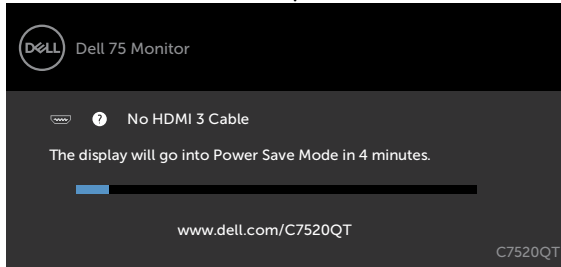 DELL Dell 75 Monitor
? No HDMI 3 Cable
The display will go into Power Save Mode in 4 minutes.
www.dell.com/C7520QT
C7520QT